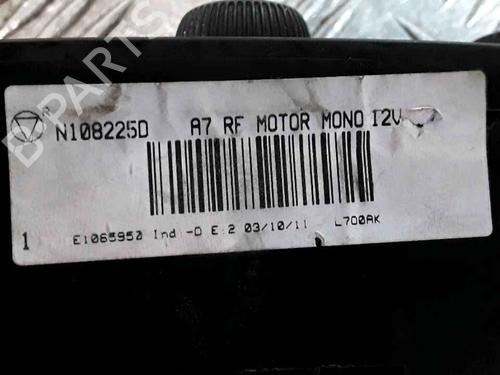 N108225D A7 RF MOTOR MONO 12V
1 E1065950 Ind -D E:2 03/10/11 L700AK